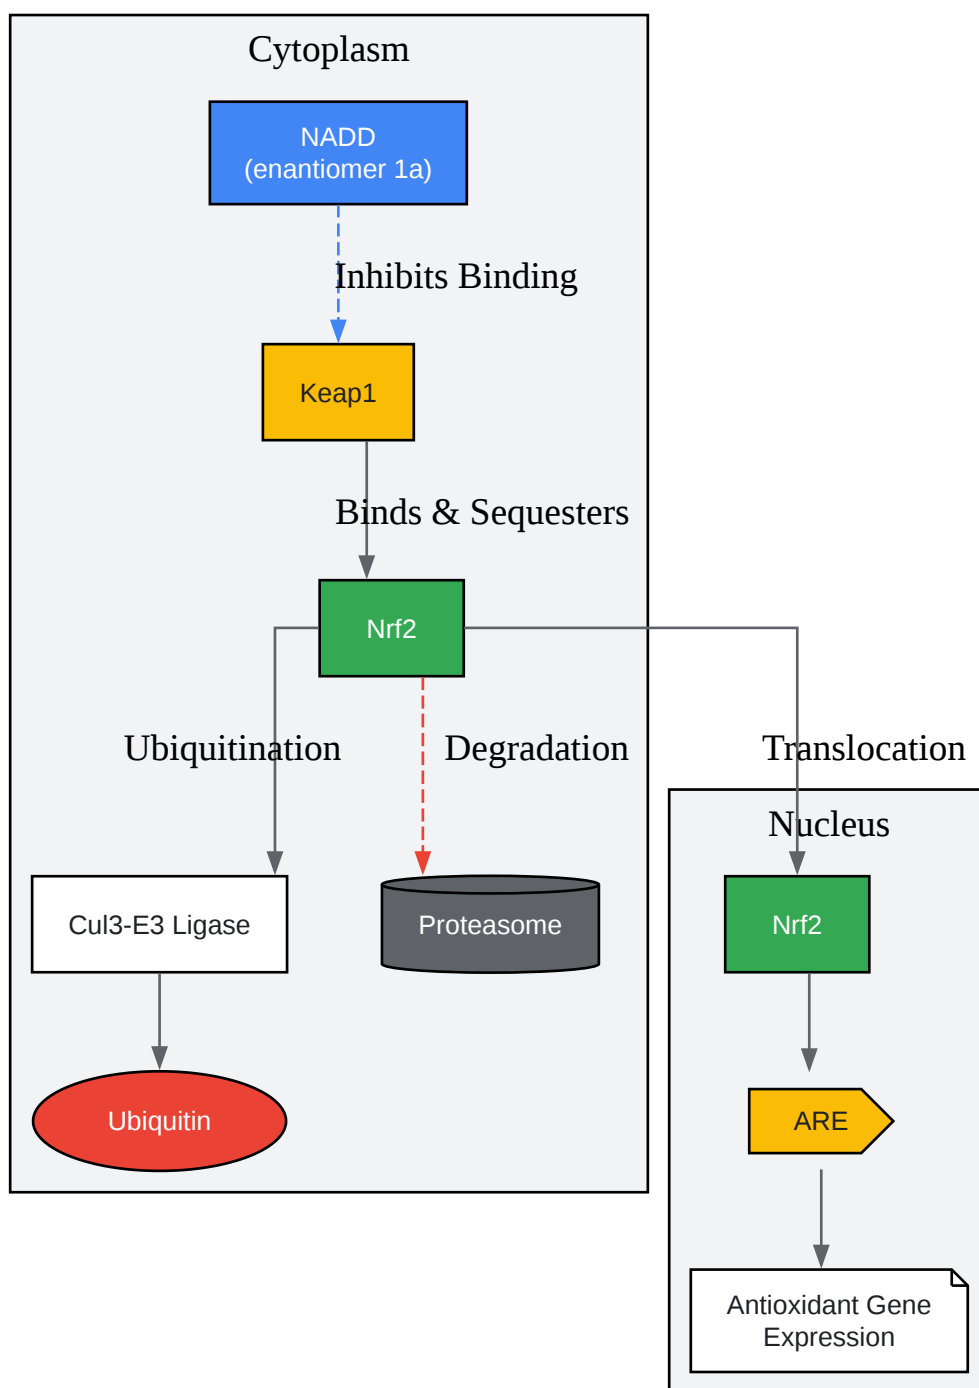 Cytoplasm
NADD
(enantiomer 1a)
Inhibits Binding
Keap1
Binds & Sequesters
Nrf2
Ubiquitination
Degradation
Translocation
Nucleus
Cul3-E3 Ligase
Proteasome
Nrf2
Ubiquitin
ARE
Antioxidant Gene
Expression